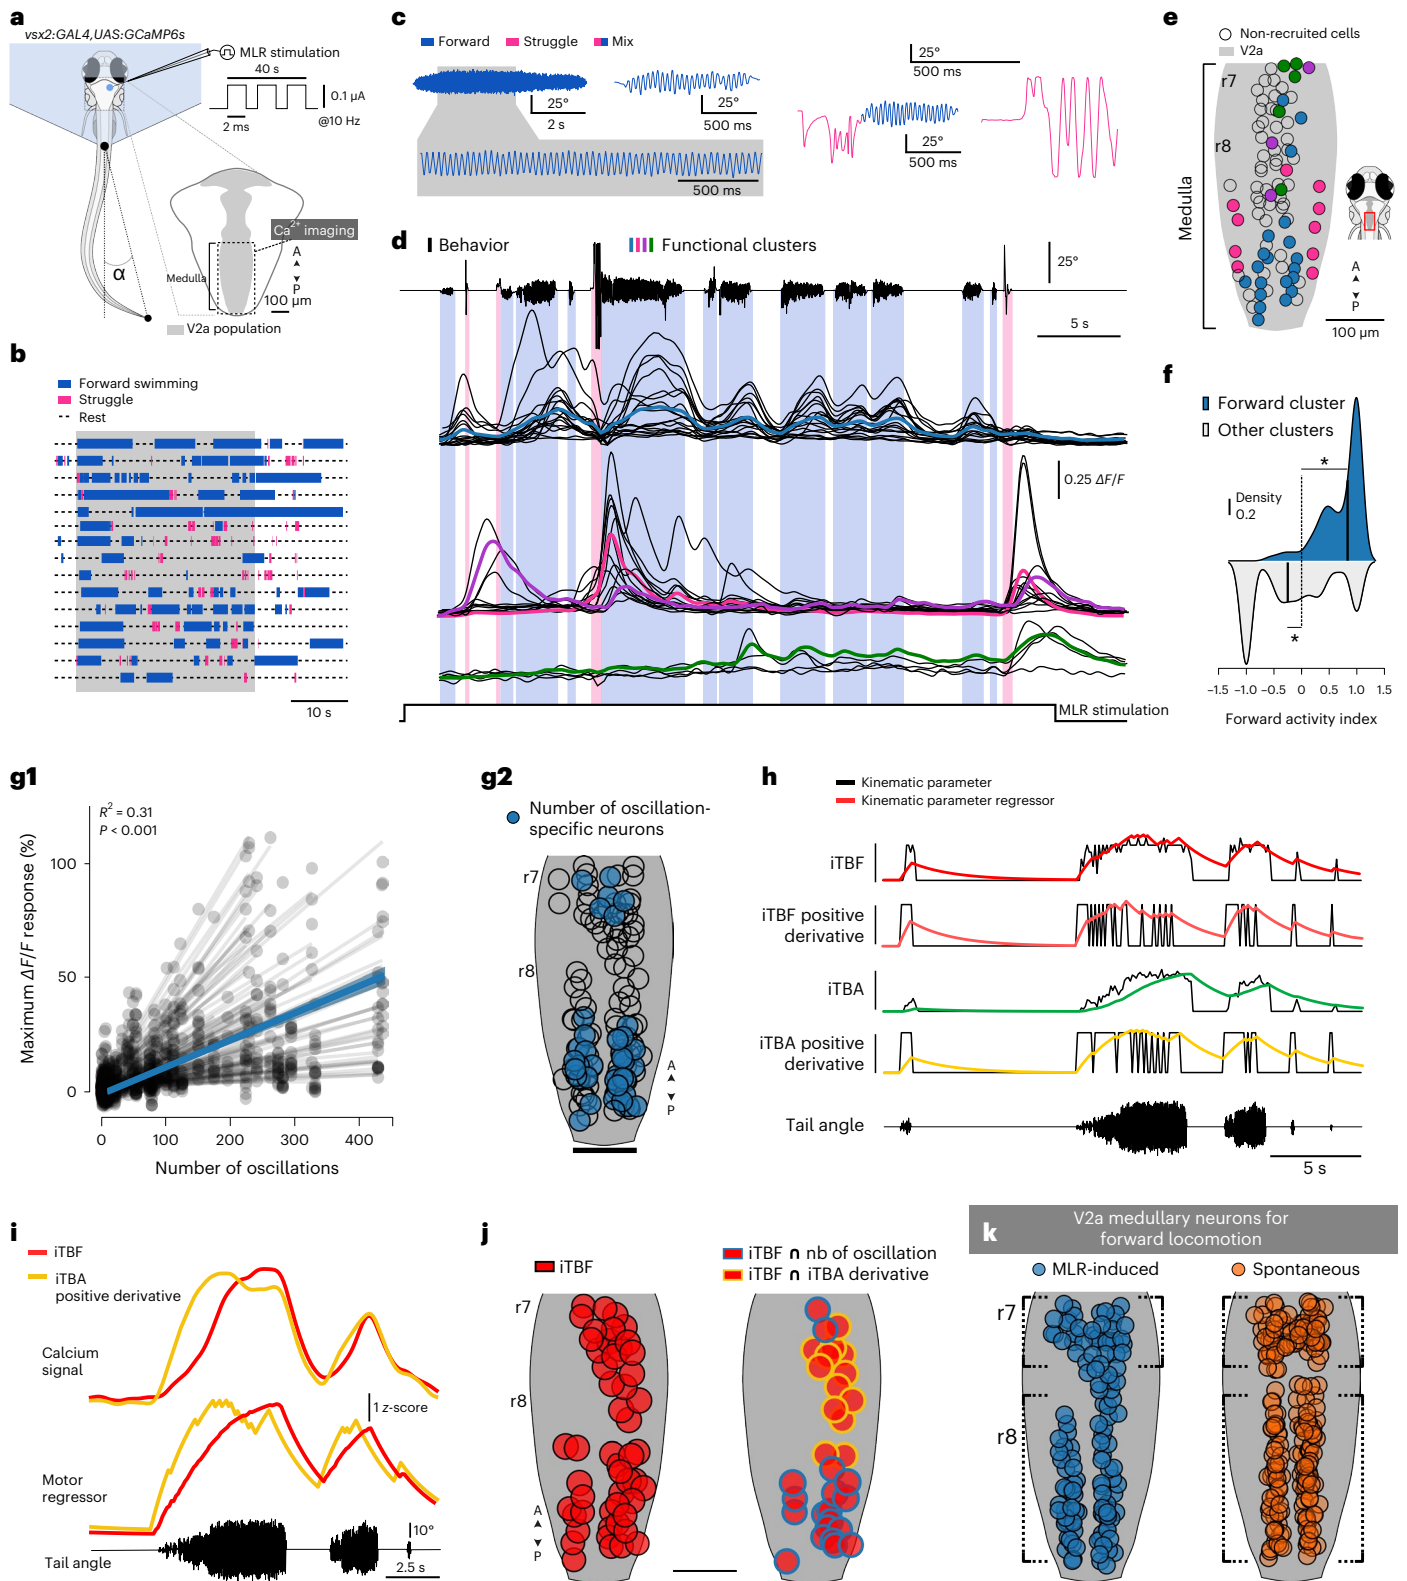 a
vsx2:GAL4,UAS:GCaMP6s
MLR stimulation
40 s
0.1 µA
@10 Hz
2 ms
Ca2+ imaging
Medulla
A
P
α
100 µm
V2a population
b
Forward swimming
Struggle
Rest
10 s
c
Forward
Struggle
Mix
25°
2 s
25°
500 ms
500 ms
25°
500 ms
25°
500 ms
d
Behavior
Functional clusters
25°
5 s
0.25 ΔF/F
MLR stimulation
e
Non-recruited cells
V2a
r7
r8
Medulla
A
P
100 µm
f
Forward cluster
Other clusters
*
Density
0.2
*
−1.5 −1.0 −0.5 0 0.5 1.0 1.5
Forward activity index
g1
R2 = 0.31
P < 0.001
Maximum ΔF/F response (%)
100
50
0
0 100 200 300 400
Number of oscillations
g2
Number of oscillation-
specific neurons
r7
r8
A
P
h
Kinematic parameter
Kinematic parameter regressor
iTBF
iTBF positive
derivative
iTBA
iTBA positive
derivative
Tail angle
5 s
i
iTBF
iTBA
positive derivative
Calcium
signal
1 z-score
Motor
regressor
10°
Tail angle
2.5 s
j
iTBF
iTBF ∩ nb of oscillation
iTBF ∩ iTBA derivative
r7
r8
A
P
k
V2a medullary neurons for
forward locomotion
MLR-induced
Spontaneous
r7
r8